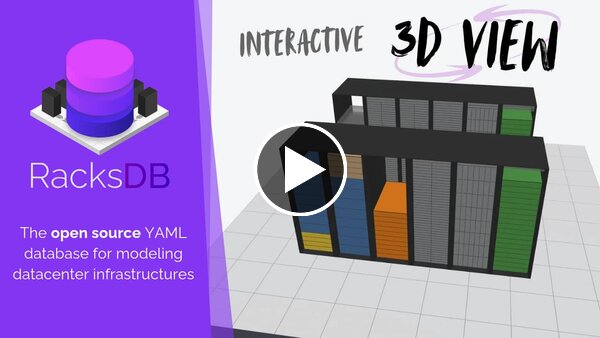 RacksDB
The open source YAML
database for modeling
datacenter infrastructures
INTERACTIVE 3D VIEW